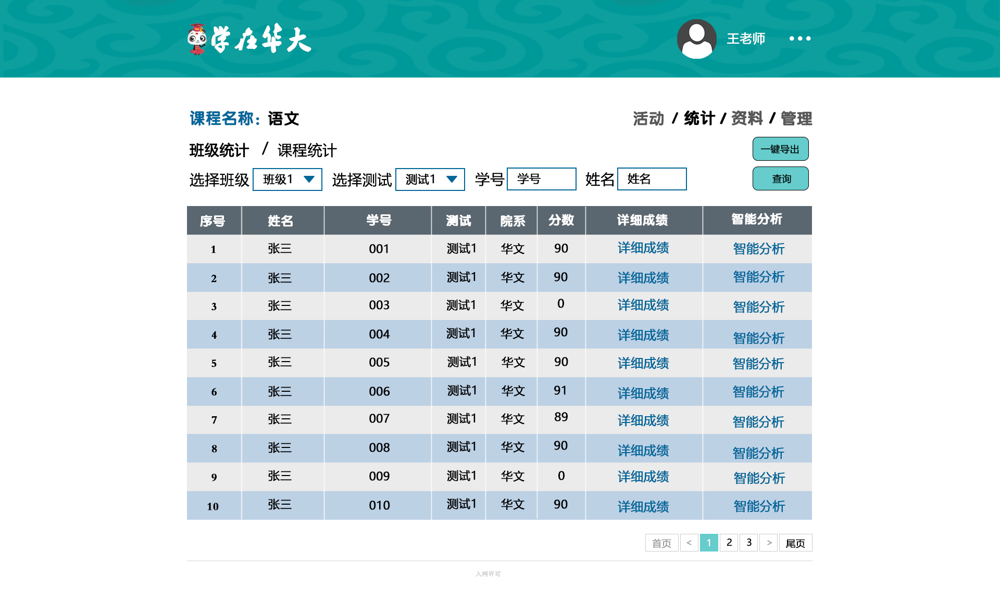 学在华大
王老师
课程名称：语文
活动 / 统计 / 资料 / 管理
班级统计 / 课程统计
一键导出
选择班级 班级1 选择测试 测试1 学号 学号 姓名 姓名
查询
序号 姓名 学号 测试 院系 分数 详细成绩 智能分析
1 张三 001 测试1 华文 90 详细成绩 智能分析
2 张三 002 测试1 华文 90 详细成绩 智能分析
3 张三 003 测试1 华文 0 详细成绩 智能分析
4 张三 004 测试1 华文 90 详细成绩 智能分析
5 张三 005 测试1 华文 90 详细成绩 智能分析
6 张三 006 测试1 华文 91 详细成绩 智能分析
7 张三 007 测试1 华文 89 详细成绩 智能分析
8 张三 008 测试1 华文 90 详细成绩 智能分析
9 张三 009 测试1 华文 0 详细成绩 智能分析
10 张三 010 测试1 华文 90 详细成绩 智能分析
首页 < 1 2 3 > 尾页
入网许可